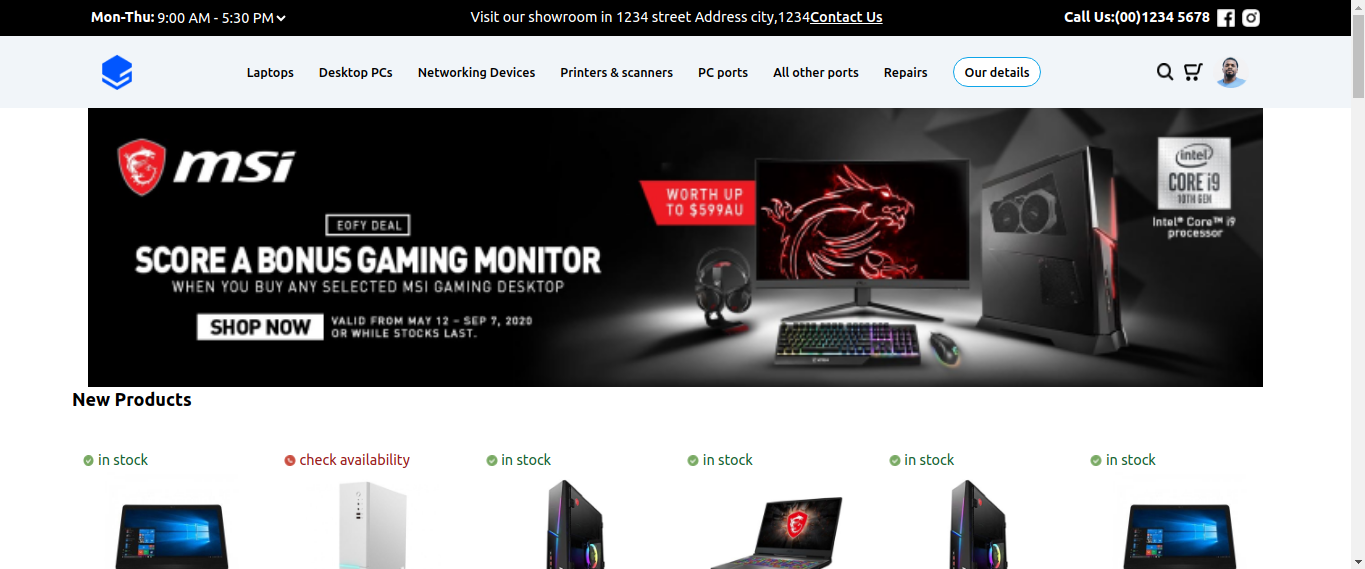 Mon-Thu: 9:00 AM - 5:30 PM
Visit our showroom in 1234 street Address city,1234Contact Us
Call Us:(00)1234 5678
Laptops
Desktop PCs
Networking Devices
Printers & scanners
PC ports
All other ports
Repairs
Our details
msi
EOFY DEAL
SCORE A BONUS GAMING MONITOR
WHEN YOU BUY ANY SELECTED MSI GAMING DESKTOP
SHOP NOW
VALID FROM MAY 12 – SEP 7, 2020
OR WHILE STOCKS LAST.
WORTH UP
TO $599AU
intel
CORE i9
10TH GEN
Intel® Core™ i9
processor
New Products
in stock
check availability
in stock
in stock
in stock
in stock